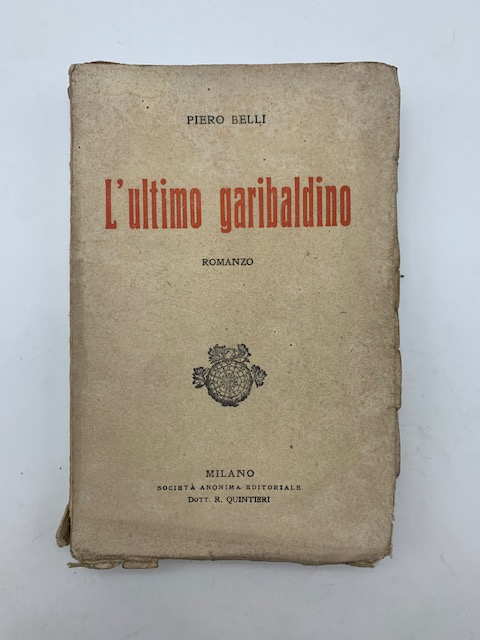 PIERO BELLI
L'ultimo garibaldino
ROMANZO
MILANO
SOCIETÀ ANONIMA EDITORIALE
DOTT. R. QUINTIERI